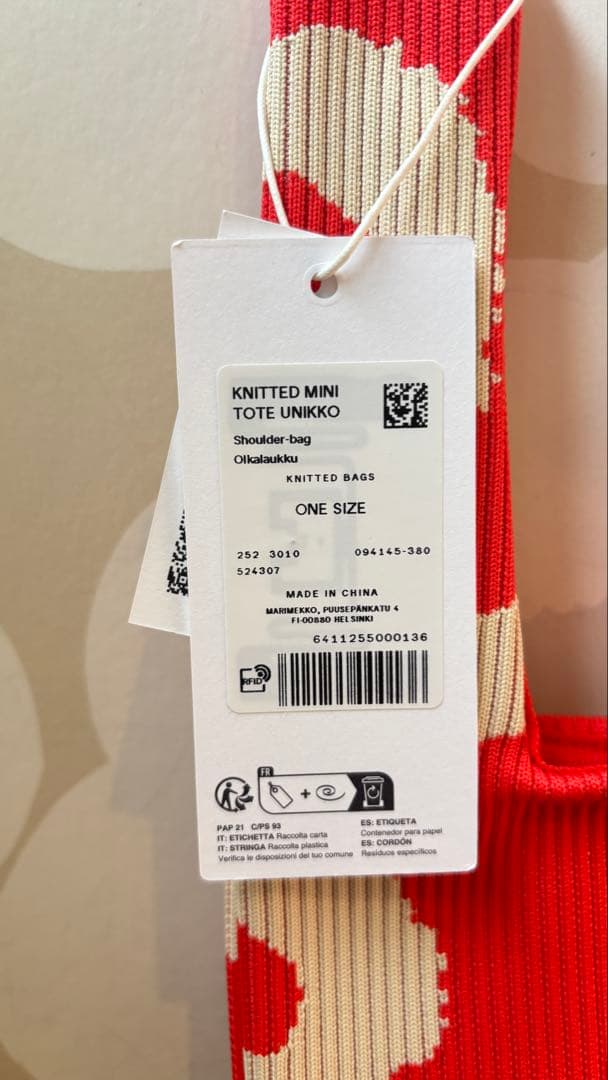 KNITTED MINI
TOTE UNIKKO
Shoulder-bag
Olkalaukku
KNITTED BAGS
ONE SIZE
252 3010 094145-380
524307
MADE IN CHINA
MARIMEKKO, PUUSEPÄNKATU 4
FI-00880 HELSINKI
6411255000136
RFID
FR
+
PAP 21 C/PS 93
IT: ETICHETTA Raccolta carta
IT: STRINGA Raccolta plastica
Verifica le disposizioni del tuo comune
ES: ETIQUETA
Contenedor para papel
ES: CORDÓN
Residuos específicos